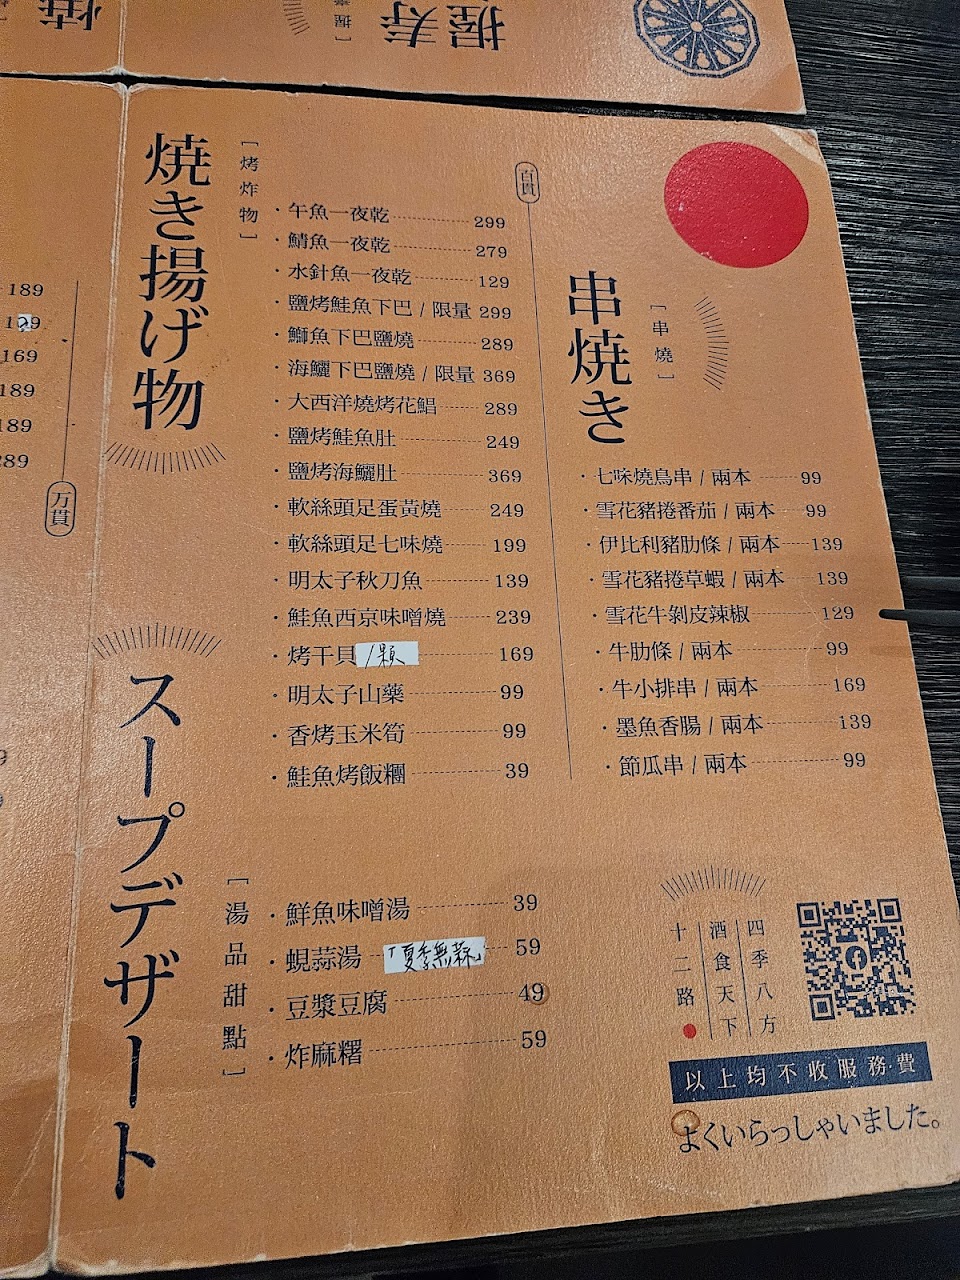 握寿
[ 握
焼
189
169
189
189
289
万貫
焼き揚げ物
[ 烤炸物 ]
・午魚一夜乾 299
・鯖魚一夜乾 279
・水針魚一夜乾 129
・鹽烤鮭魚下巴 / 限量 299
・鰤魚下巴鹽燒 289
・海鱺下巴鹽燒 / 限量 369
・大西洋燒烤花鯧 289
・鹽烤鮭魚肚 249
・鹽烤海鱺肚 369
・軟絲頭足蛋黃燒 249
・軟絲頭足七味燒 199
・明太子秋刀魚 139
・鮭魚西京味噌燒 239
・烤干貝 /顆 169
・明太子山藥 99
・香烤玉米筍 99
・鮭魚烤飯糰 39
百貫
串焼き
[ 串燒 ]
・七味燒鳥串 / 兩本 99
・雪花豬捲番茄 / 兩本 99
・伊比利豬肋條 / 兩本 139
・雪花豬捲草蝦 / 兩本 139
・雪花牛剝皮辣椒 129
・牛肋條 / 兩本 99
・牛小排串 / 兩本 169
・墨魚香腸 / 兩本 139
・節瓜串 / 兩本 99
スープデザート
[ 湯品甜點 ]
・鮮魚味噌湯 39
・蜆蒜湯 「夏季無蒜」 59
・豆漿豆腐 49
・炸麻糬 59
四季八方
酒食天下
十二路
以上均不收服務費
よくいらっしゃいました。